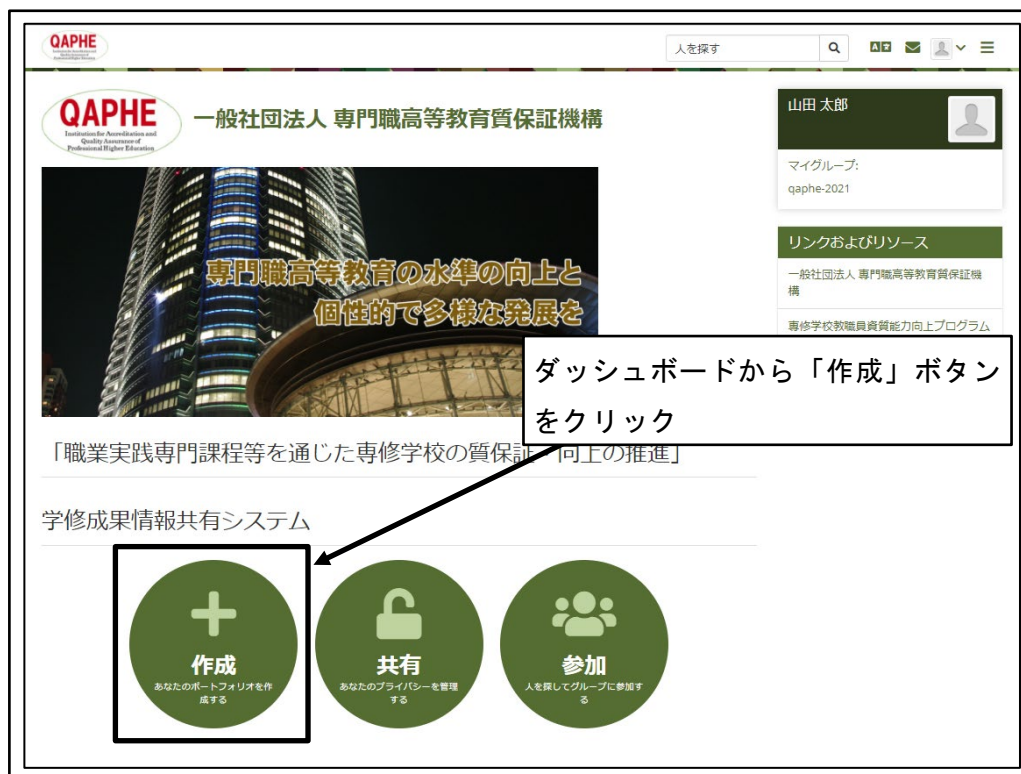 QAPHE
人を探す
QAPHE
Institution for Accreditation and
Quality Assurance of
Professional Higher Education
一般社団法人 専門職高等教育質保証機構
山田 太郎
マイグループ:
qaphe-2021
リンクおよびリソース
一般社団法人 専門職高等教育質保証機
構
専修学校教職員資質能力向上プログラム
専門職高等教育の水準の向上と
個性的で多様な発展を
ダッシュボードから「作成」ボタン
をクリック
「職業実践専門課程等を通じた専修学校の質保証・向上の推進」
学修成果情報共有システム
作成
あなたのポートフォリオを作
成する
共有
あなたのプライバシーを管理
する
参加
人を探してグループに参加す
る